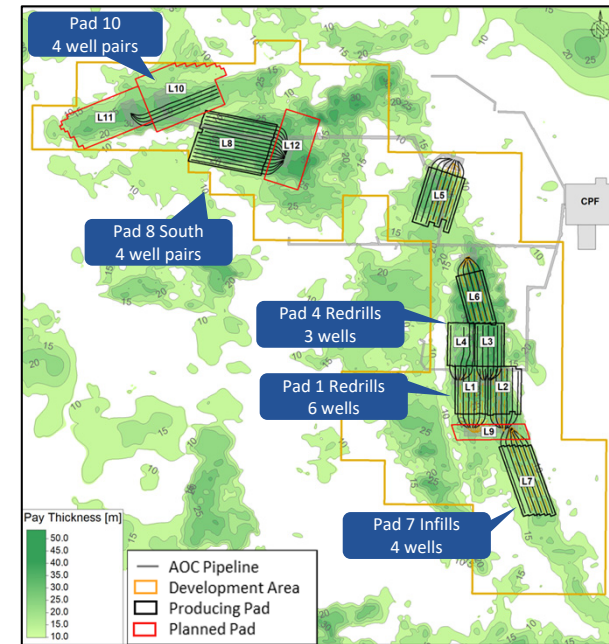 Pad 10
4 well pairs
L10
L11
L8
L12
L5
CPF
Pad 8 South
4 well pairs
L6
Pad 4 Redrills
3 wells
L4
L3
Pad 1 Redrills
6 wells
L1
L2
L9
L7
Pad 7 Infills
4 wells
Pay Thickness [m]
50.0
45.0
40.0
35.0
30.0
25.0
20.0
15.0
10.0
AOC Pipeline
Development Area
Producing Pad
Planned Pad